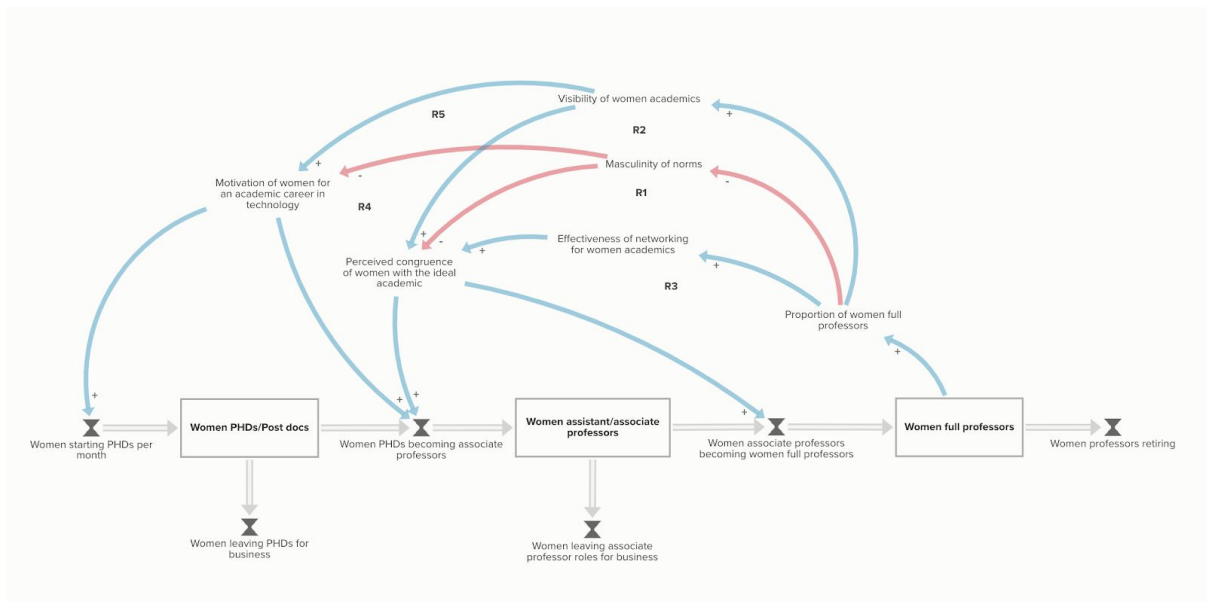 Visibility of women academics
+
R5
R2
+
Masculinity of norms
-
-
Motivation of women for
an academic career in
technology
R1
R4
+
-
+
Effectiveness of networking
for women academics
+
Perceived congruence
of women with the ideal
academic
R3
Proportion of women full
professors
+
+
+
+
+
Women PHDs/Post docs
Women assistant/associate
professors
Women full professors
Women starting PHDs per
month
Women PHDs becoming associate
professors
Women associate professors
becoming women full professors
Women professors retiring
Women leaving PHDs for
business
Women leaving associate
professor roles for business